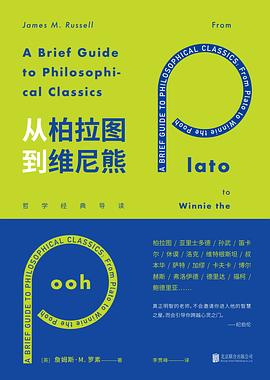 James M. Russell
From
A Brief Guide
to Philosophi-
cal Classics
从柏拉图
到维尼熊
哲学经典导读
A BRIEF GUIDE TO PHILOSOPHICAL CLASSICS: From Plato to Winnie the Pooh
lato
to
Winnie the
A BRIEF GUIDE TO PHILOSOPHICAL CLASSICS: From Plato to Winnie the Pooh
ooh
柏拉图 / 亚里士多德 / 孙武 / 笛卡
尔 / 休谟 / 洛克 / 维特根斯坦 / 叔
本华 / 萨特 / 加缪 / 卡夫卡 / 博尔
赫斯 / 弗洛伊德 / 德里达 / 福柯 /
鲍德里亚……
真正明智的老师，不会邀请你进入他的智慧
之屋，而会引导你跨越心灵之门。
——纪伯伦
[英] 詹姆斯·M. 罗素—著
李贯峰—译
北京联合出版公司